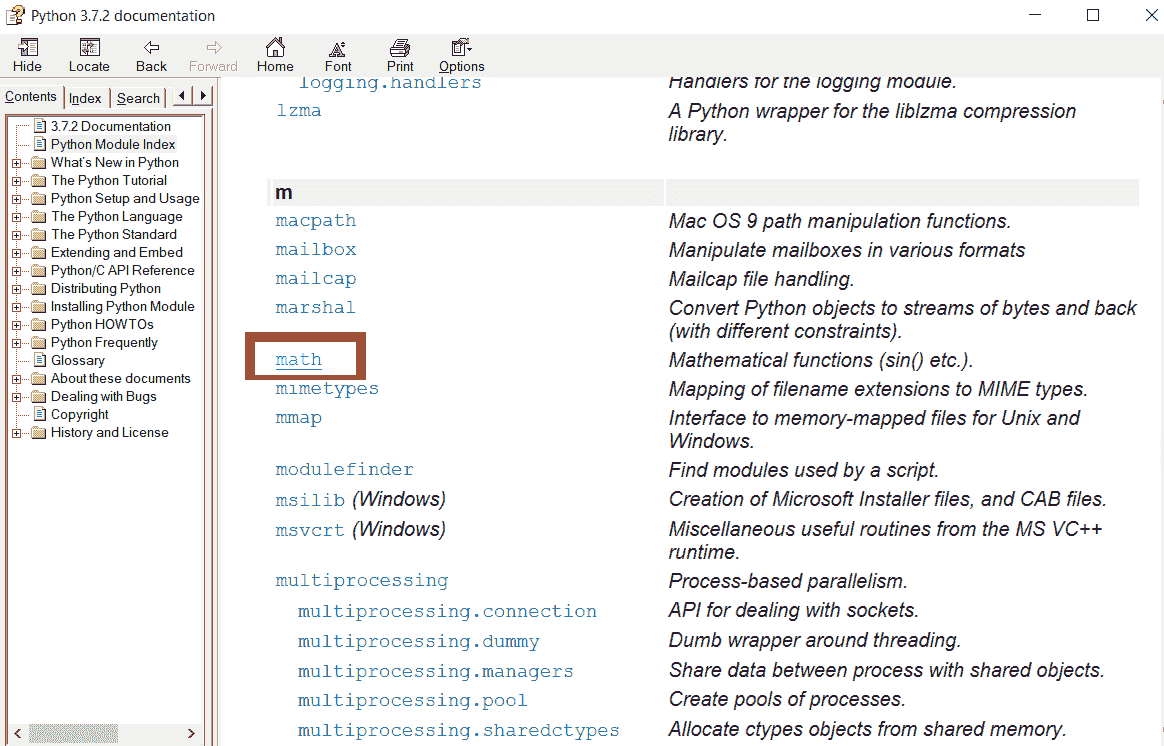 Python 3.7.2 documentation
Hide Locate Back Forward Home Font Print Options
Contents Index Search
3.7.2 Documentation
Python Module Index
What's New in Python
The Python Tutorial
Python Setup and Usage
The Python Language
The Python Standard
Extending and Embed
Python/C API Reference
Distributing Python
Installing Python Module
Python HOWTOs
Python Frequently
Glossary
About these documents
Dealing with Bugs
Copyright
History and License
logging.handlers Handlers for the logging module.
lzma A Python wrapper for the liblzma compression
library.
m
macpath Mac OS 9 path manipulation functions.
mailbox Manipulate mailboxes in various formats
mailcap Mailcap file handling.
marshal Convert Python objects to streams of bytes and back
(with different constraints).
math Mathematical functions (sin() etc.).
mimetypes Mapping of filename extensions to MIME types.
mmap Interface to memory-mapped files for Unix and
Windows.
modulefinder Find modules used by a script.
msilib (Windows) Creation of Microsoft Installer files, and CAB files.
msvcrt (Windows) Miscellaneous useful routines from the MS VC++
runtime.
multiprocessing Process-based parallelism.
multiprocessing.connection API for dealing with sockets.
multiprocessing.dummy Dumb wrapper around threading.
multiprocessing.managers Share data between process with shared objects.
multiprocessing.pool Create pools of processes.
multiprocessing.sharedctypes Allocate ctypes objects from shared memory.